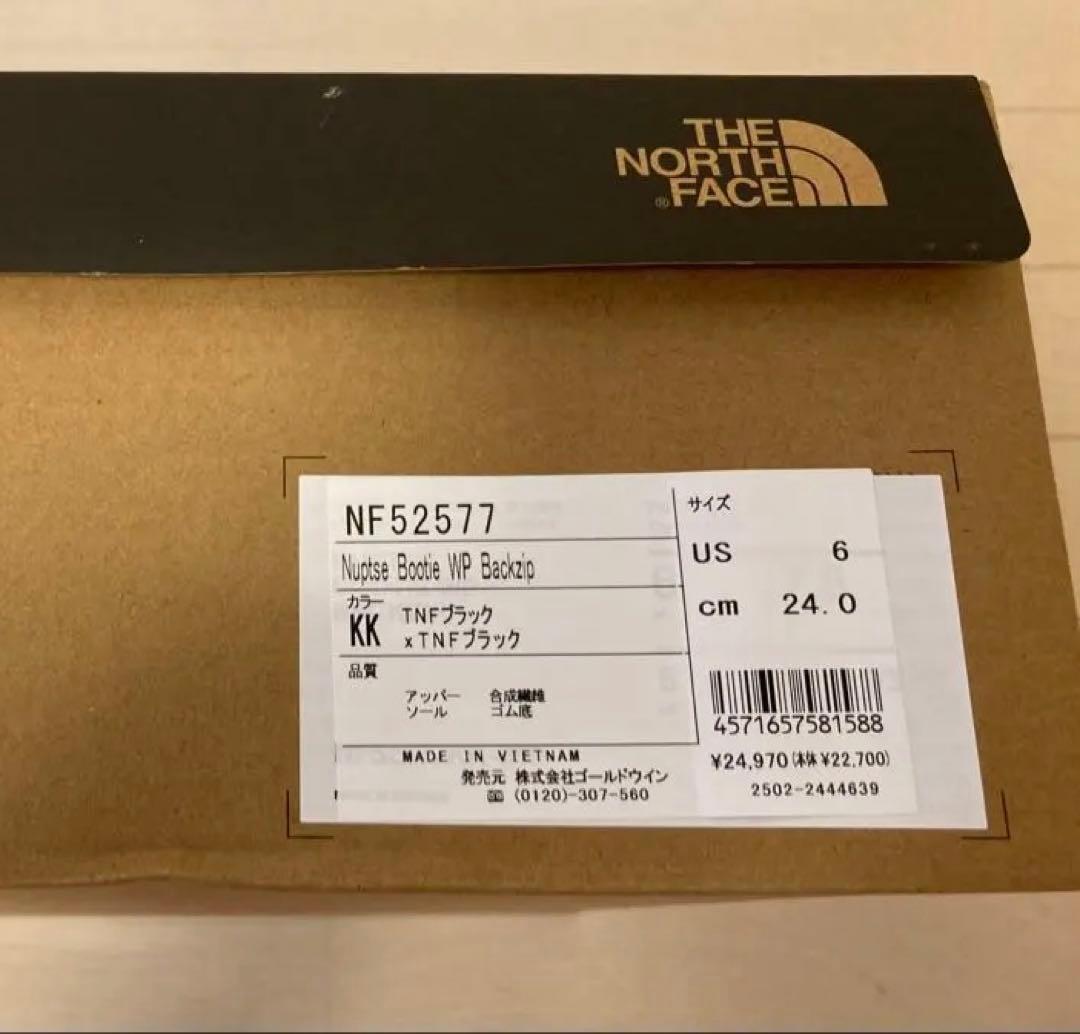 THE
NORTH
® FACE
NF52577
Nuptse Bootie WP Backzip
カラー
KK
TNFブラック
xTNFブラック
品質
アッパー 合成繊維
ソール ゴム底
MADE IN VIETNAM
発売元 株式会社ゴールドウイン
(0120)-307-560
サイズ
US 6
cm 24.0
4571657581588
¥24,970(本体¥22,700)
2502-2444639